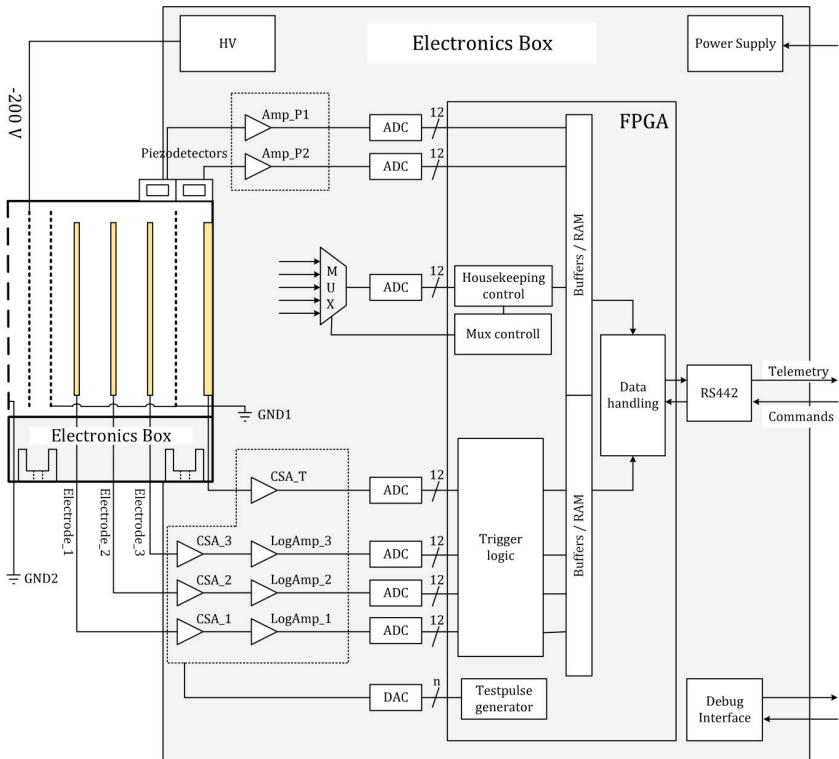 HV
Electronics Box
Power Supply
-200 V
Piezodetectors
Amp_P1
ADC
12
FPGA
Amp_P2
ADC
12
Buffers / RAM
M
U
X
ADC
12
Housekeeping
control
Mux controll
Data
handling
RS442
Telemetry
Commands
GND1
Electronics Box
Electrode_1
Electrode_2
Electrode_3
GND2
CSA_T
ADC
12
Trigger
logic
Buffers / RAM
CSA_3
LogAmp_3
ADC
12
CSA_2
LogAmp_2
ADC
12
CSA_1
LogAmp_1
ADC
12
DAC
n
Testpulse
generator
Debug
Interface